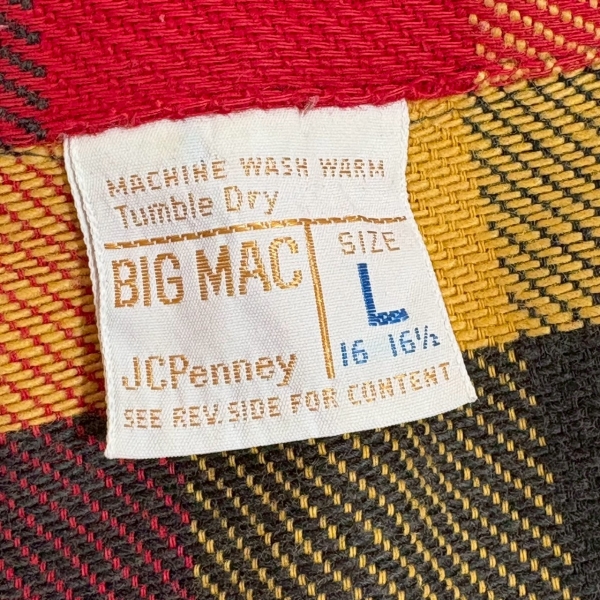 MACHINE WASH WARM
Tumble Dry
BIG MAC
SIZE
L
16 16½
JCPenney
SEE REV. SIDE FOR CONTENT